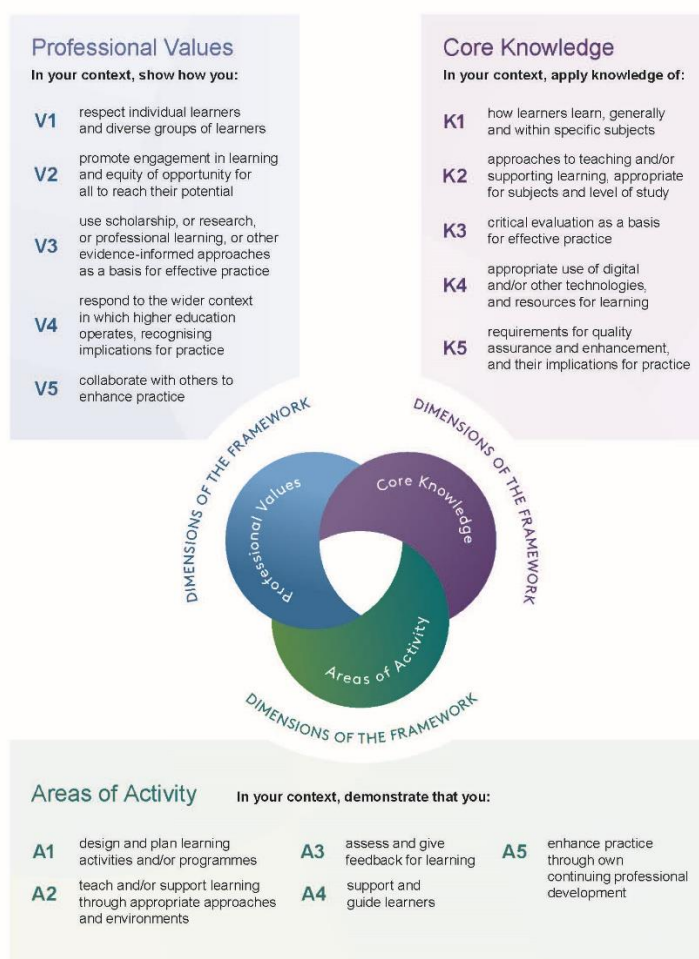 Professional Values
In your context, show how you:
V1 respect individual learners
and diverse groups of learners
V2 promote engagement in learning
and equity of opportunity for
all to reach their potential
V3 use scholarship, or research,
or professional learning, or other
evidence-informed approaches
as a basis for effective practice
V4 respond to the wider context
in which higher education
operates, recognising
implications for practice
V5 collaborate with others to
enhance practice
Core Knowledge
In your context, apply knowledge of:
K1 how learners learn, generally
and within specific subjects
K2 approaches to teaching and/or
supporting learning, appropriate
for subjects and level of study
K3 critical evaluation as a basis
for effective practice
K4 appropriate use of digital
and/or other technologies,
and resources for learning
K5 requirements for quality
assurance and enhancement,
and their implications for practice
DIMENSIONS OF THE FRAMEWORK
DIMENSIONS OF THE FRAMEWORK
Professional Values
Core Knowledge
Areas of Activity
DIMENSIONS OF THE FRAMEWORK
Areas of Activity
In your context, demonstrate that you:
A1 design and plan learning
activities and/or programmes
A2 teach and/or support learning
through appropriate approaches
and environments
A3 assess and give
feedback for learning
A4 support and
guide learners
A5 enhance practice
through own
continuing professional
development